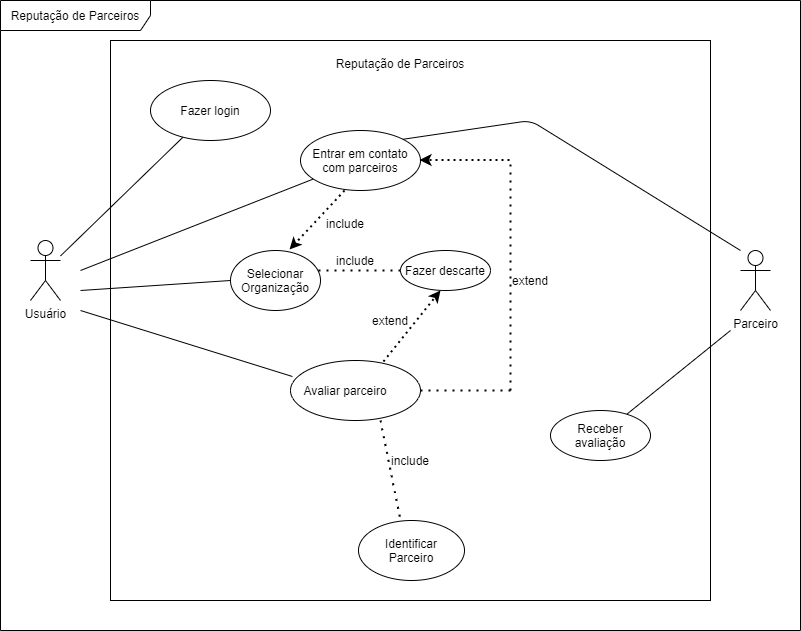 Reputação de Parceiros
Reputação de Parceiros
Fazer login
Entrar em contato
com parceiros
include
Selecionar
Organização
include
Fazer descarte
extend
Usuário
Parceiro
extend
Avaliar parceiro
Receber
avaliação
include
Identificar
Parceiro